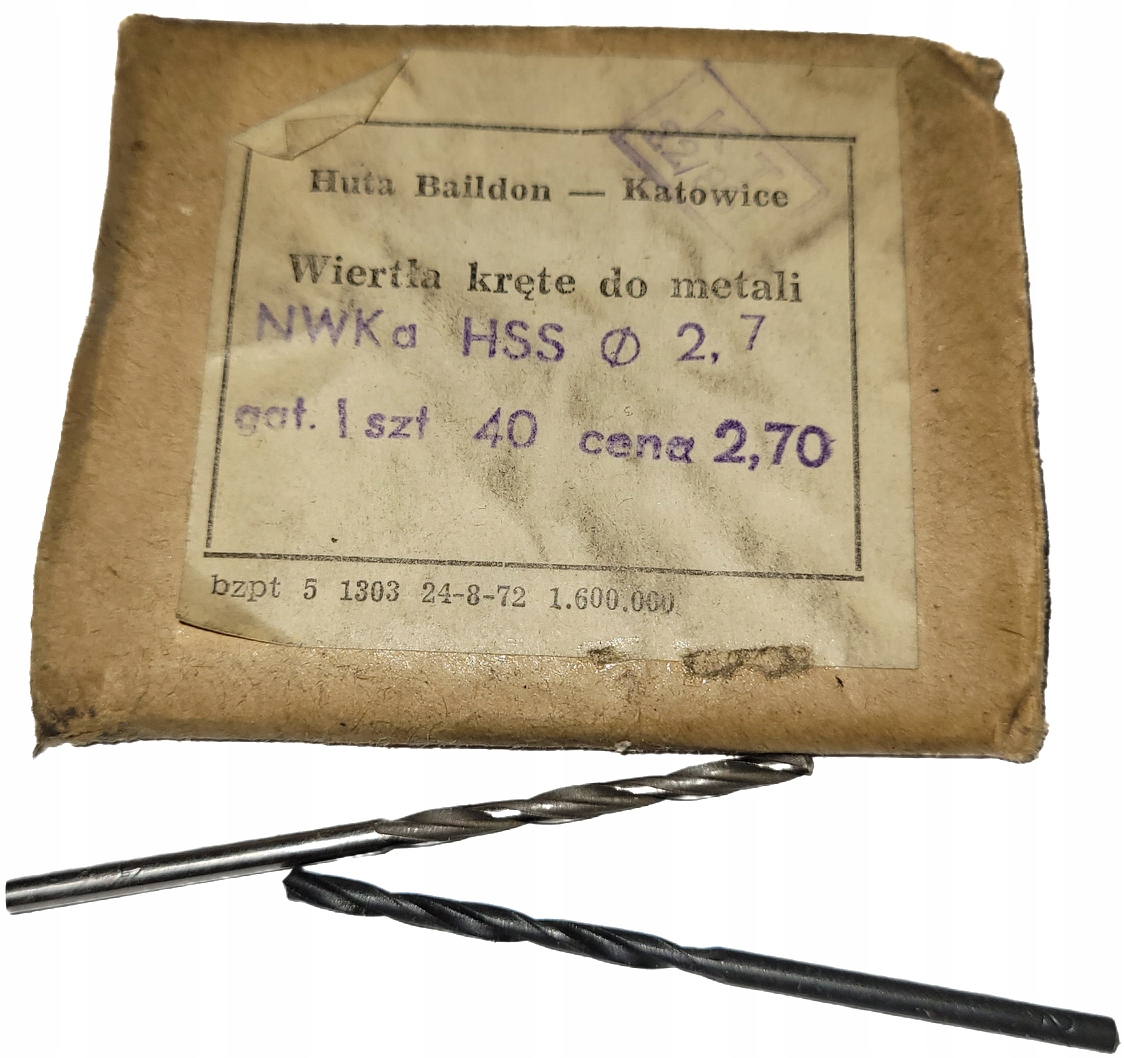 Huta Baildon — Katowice
Wiertła kręte do metali
NWKa HSS ∅ 2,7
gat. I szt 40 cena 2,70
bzpt 5 1303 24-8-72 1.600.000